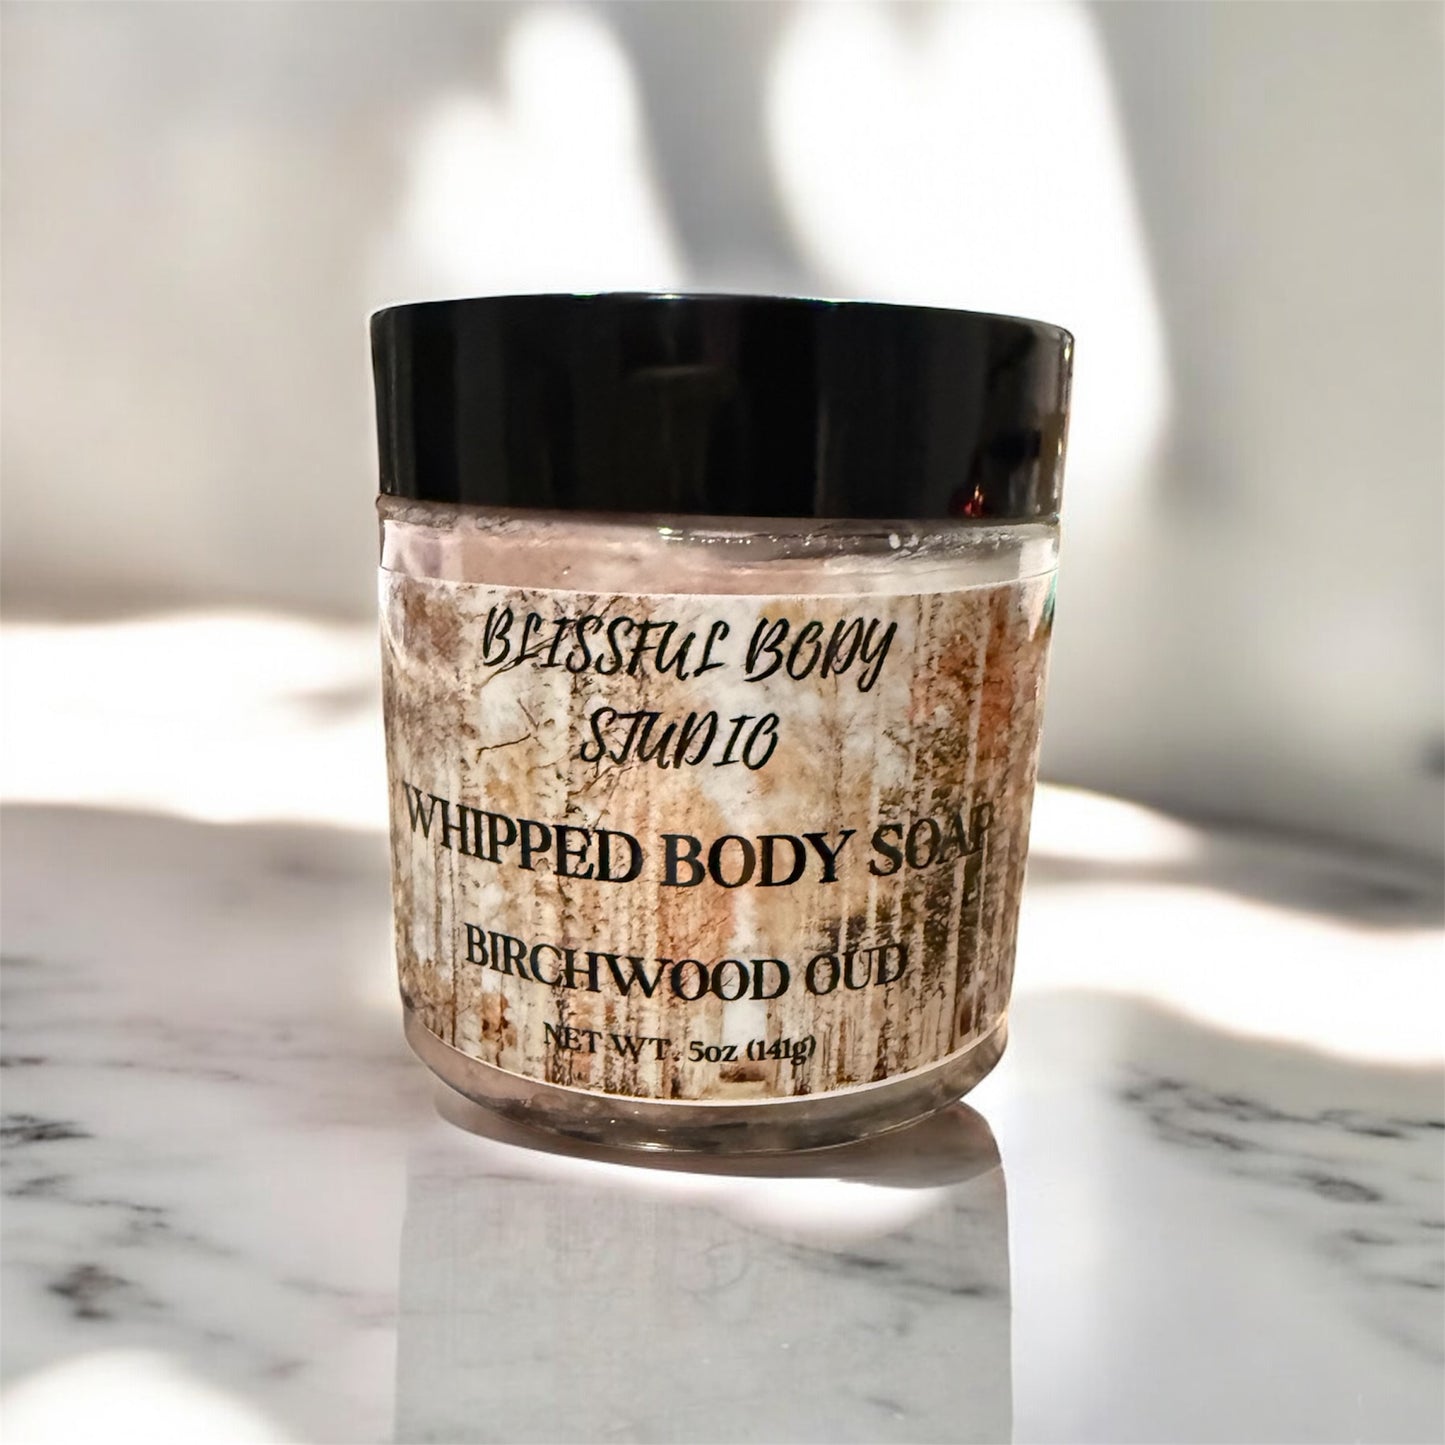 BLISSFUL BODY
STUDIO
WHIPPED BODY SOAP
BIRCHWOOD OUD
NET WT. 5oz (141g)